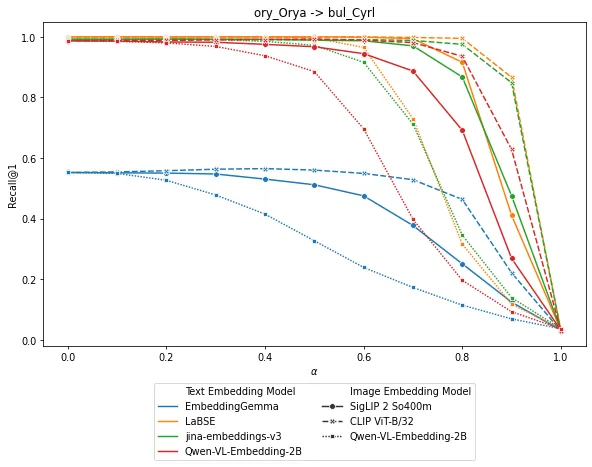 ory_Orya -> bul_Cyrl
Recall@1
1.0
0.8
0.6
0.4
0.2
0.0
0.0 0.2 0.4 0.6 0.8 1.0
α
Text Embedding Model
EmbeddingGemma
LaBSE
jina-embeddings-v3
Qwen-VL-Embedding-2B
Image Embedding Model
SigLIP 2 So400m
CLIP ViT-B/32
Qwen-VL-Embedding-2B